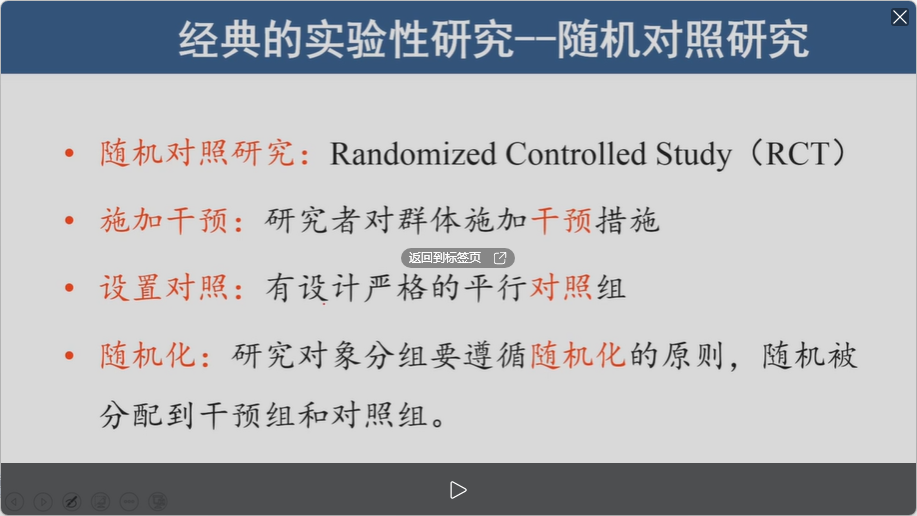 经典的实验性研究--随机对照研究
• 随机对照研究：Randomized Controlled Study（RCT）
• 施加干预：研究者对群体施加干预措施
返回到标签页
• 设置对照：有设计严格的平行对照组
• 随机化：研究对象分组要遵循随机化的原则，随机被
分配到干预组和对照组。